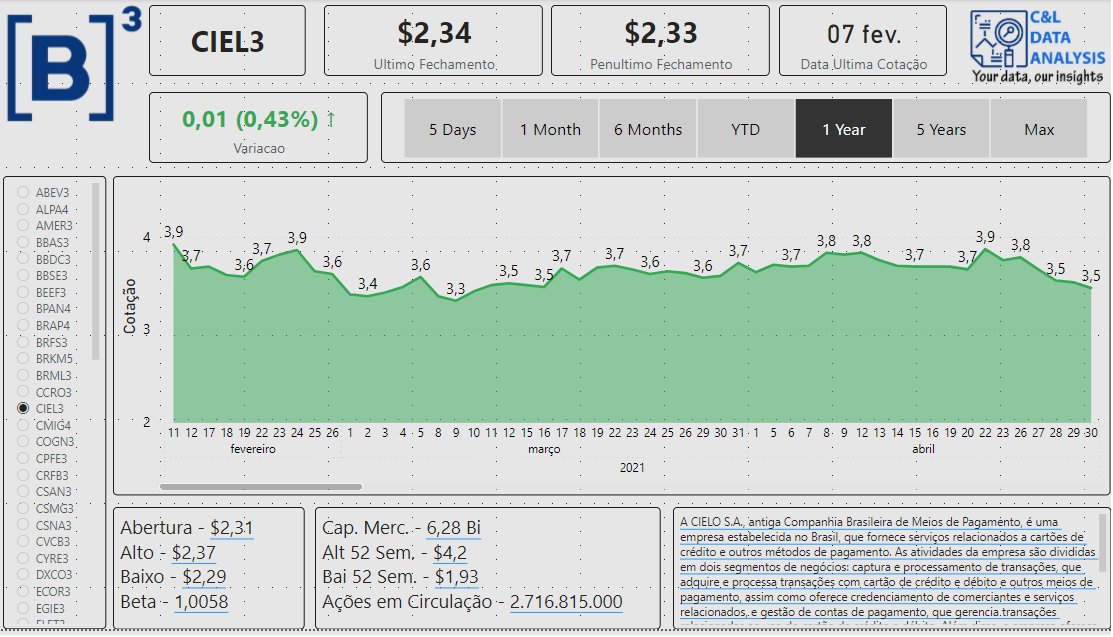 [B]3
CIEL3
$2,34
Ultimo Fechamento
$2,33
Penultimo Fechamento
07 fev.
Data Ultima Cotação
C&L
DATA
ANALYSIS
Your data, our insights
0,01 (0,43%) ↑
Variacao
5 Days
1 Month
6 Months
YTD
1 Year
5 Years
Max
ABEV3
ALPA4
AMER3
BBAS3
BBDC3
BBSE3
BEEF3
BPAN4
BRAP4
BRFS3
BRKM5
BRML3
CCRO3
CIEL3
CMIG4
COGN3
CPFE3
CRFB3
CSAN3
CSMG3
CSNA3
CVCB3
CYRE3
DXCO3
ECOR3
EGIE3
Cotação
4
3
2
3,9 3,7 3,6 3,7 3,9 3,6 3,4 3,6 3,3 3,5 3,5 3,7 3,7 3,6 3,6 3,7 3,7 3,8 3,8 3,7 3,7 3,9 3,8 3,5 3,5
11 12 17 18 19 22 23 24 25 26 1 2 3 4 5 8 9 10 11 12 15 16 17 18 19 22 23 24 25 26 29 30 31 1 5 6 7 8 9 12 13 14 15 16 19 20 22 23 26 27 28 29 30
fevereiro março abril
2021
Abertura - $2,31
Alto - $2,37
Baixo - $2,29
Beta - 1,0058
Cap. Merc. - 6,28 Bi
Alt 52 Sem. - $4,2
Bai 52 Sem. - $1,93
Ações em Circulação - 2.716.815.000
A CIELO S.A., antiga Companhia Brasileira de Meios de Pagamento, é uma
empresa estabelecida no Brasil, que fornece serviços relacionados a cartões de
crédito e outros métodos de pagamento. As atividades da empresa são divididas
em dois segmentos de negócios: captura e processamento de transações, que
adquire e processa transações com cartão de crédito e débito e outros meios de
pagamento, assim como oferece credenciamento de comerciantes e serviços
relacionados, e gestão de contas de pagamento, que gerencia transações